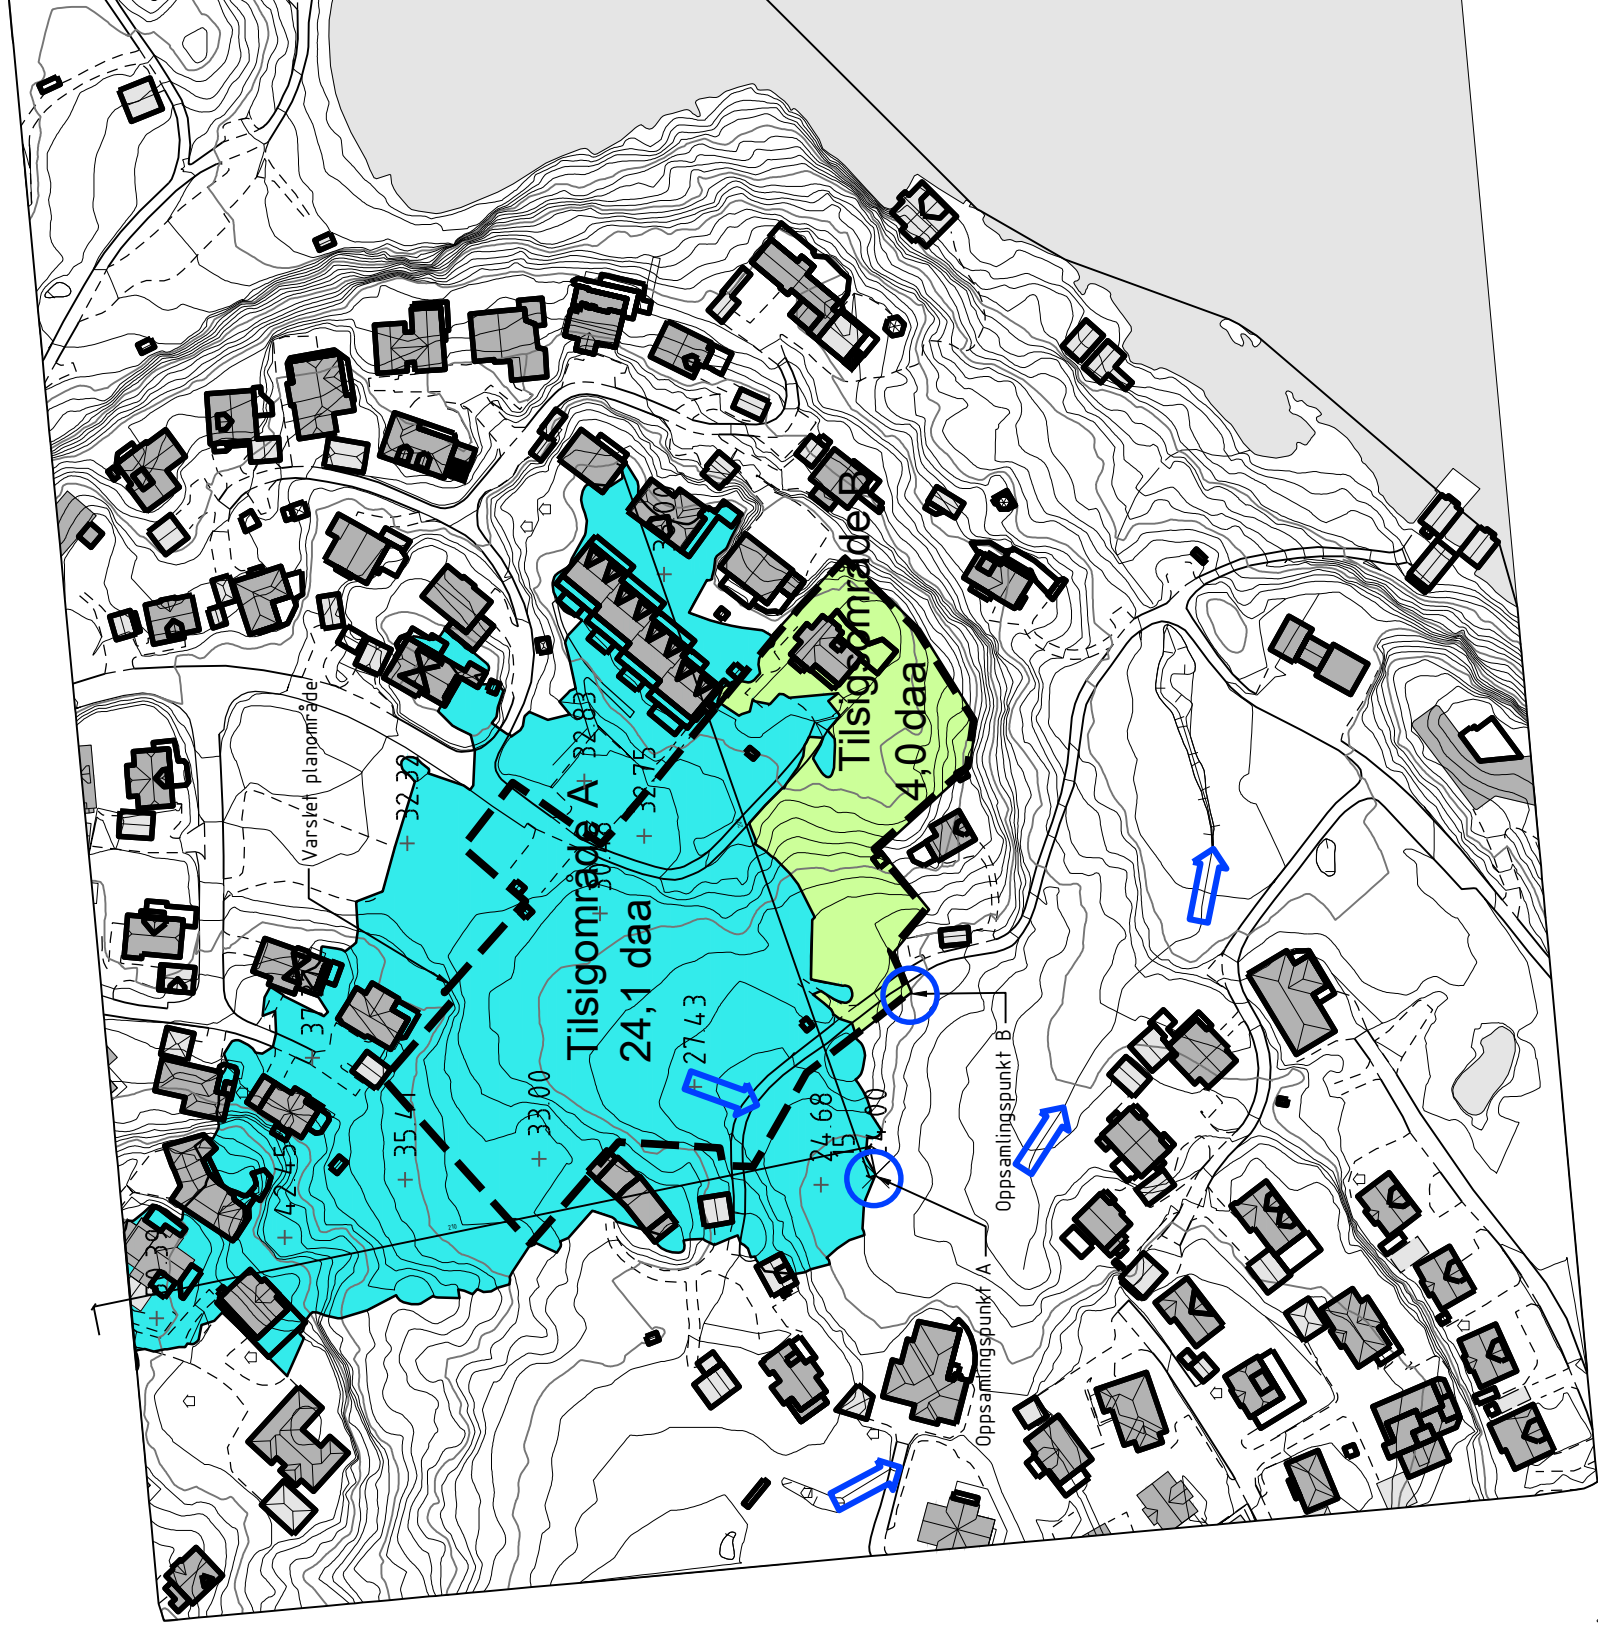 Tilsigområde A
24,1 daa
Tilsigområde B
4,0 daa
Varslet planområde
Oppsamlingspunkt B
Oppsamlingspunkt A
32.32
32.83
32.75
27.43
33.00
35.41
24.68